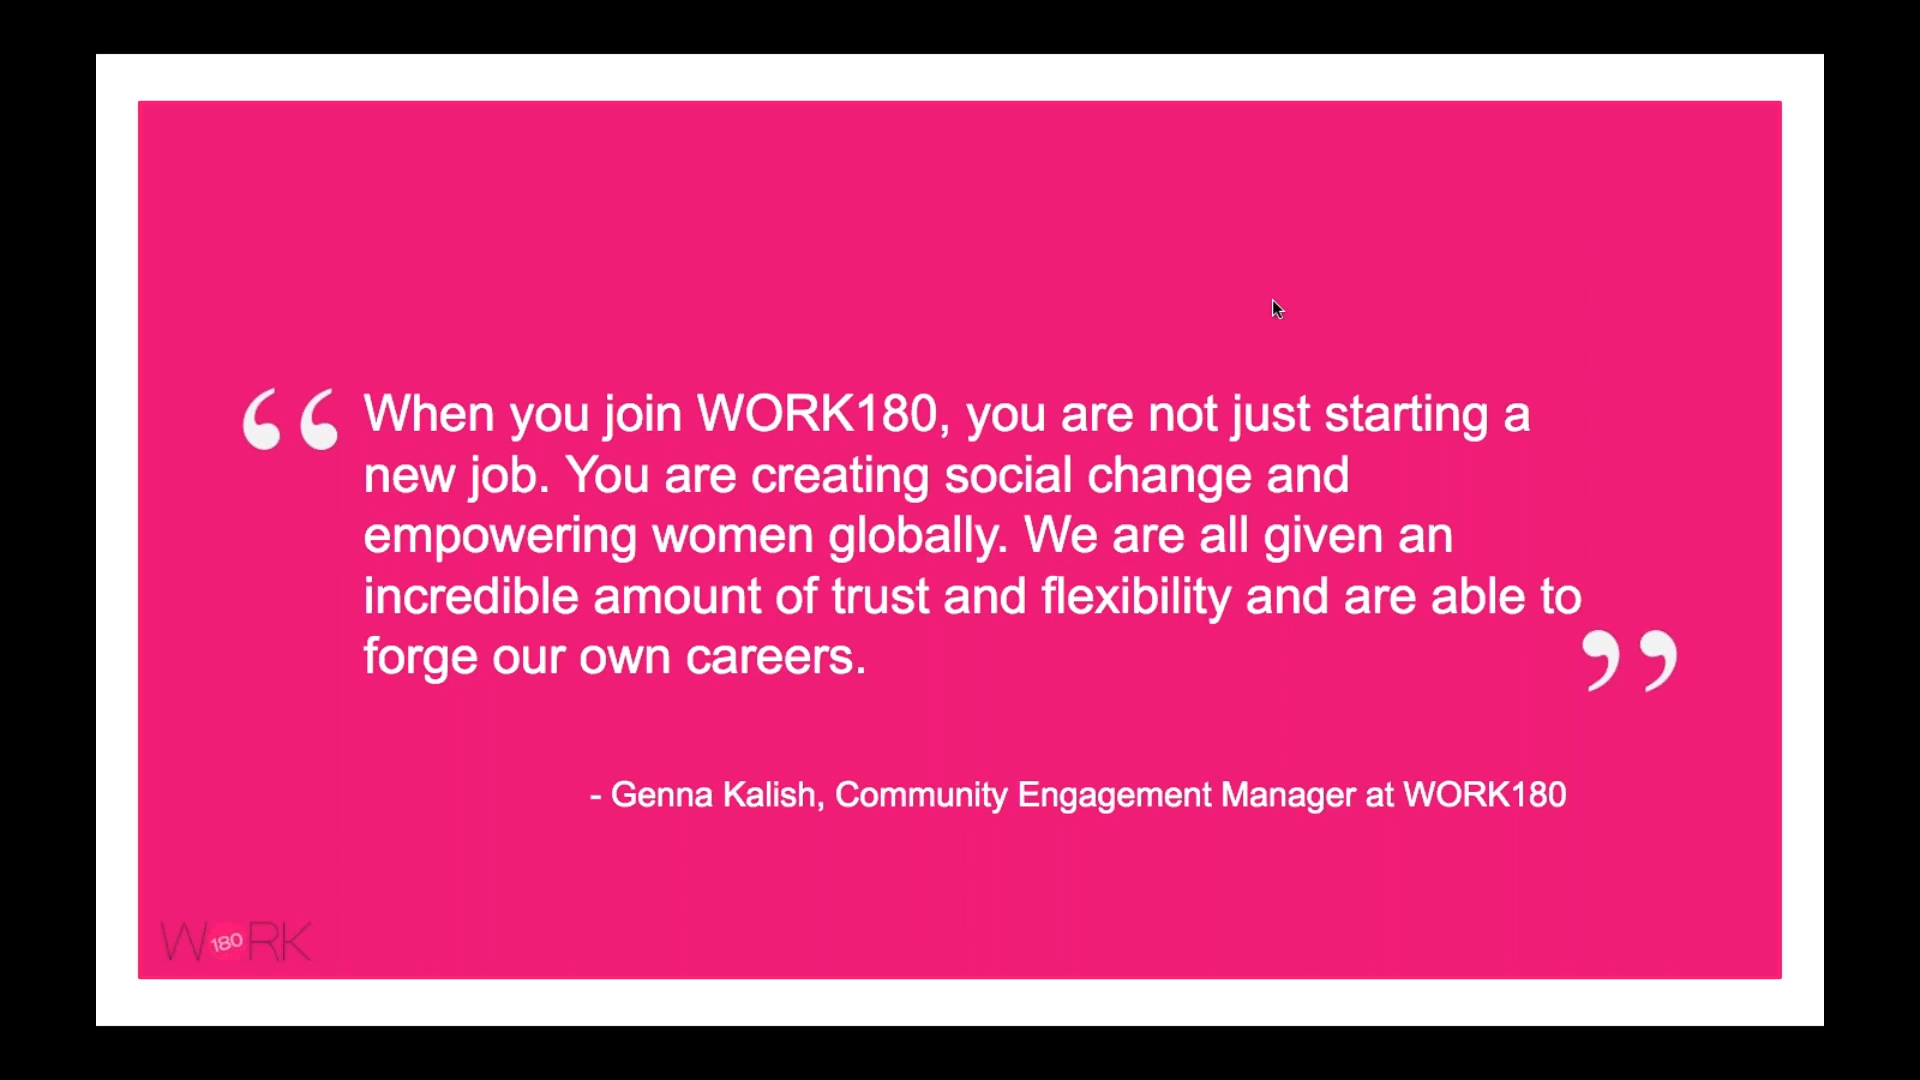 When you join WORK180, you are not just starting a
new job. You are creating social change and
empowering women globally. We are all given an
incredible amount of trust and flexibility and are able to
forge our own careers.
- Genna Kalish, Community Engagement Manager at WORK180
W180RK